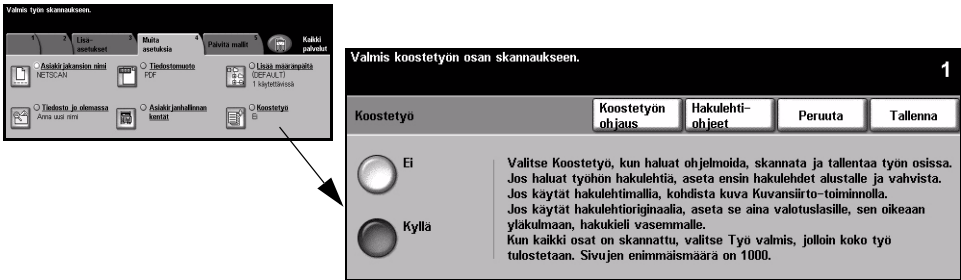 Valmis työn skannaukseen.
1
2 Lisä-
asetukset
3 Muita
asetuksia
4 Päivitä mallit
5
Kaikki
palvelut
Asiakirjakansion nimi
NETSCAN
Tiedostomuoto
PDF
Lisää määränpäitä
(DEFAULT)
1 käytettävissä
Tiedosto jo olemassa
Anna uusi nimi
Asiakirjanhallinnan
kentät
Koostetyö
Ei
Valmis koostetyön osan skannaukseen.
1
Koostetyö
Koostetyön
ohjaus
Hakulehti-
ohjeet
Peruuta
Tallenna
Ei
Kyllä
Valitse Koostetyö, kun haluat ohjelmoida, skannata ja tallentaa työn osissa.
Jos haluat työhön hakulehtiä, aseta ensin hakulehdet alustalle ja vahvista.
Jos käytät hakulehtimallia, kohdista kuva Kuvansiirto-toiminnolla.
Jos käytät hakulehtioriginaalia, aseta se aina valotuslasille, sen oikeaan
yläkulmaan, hakukieli vasemmalle.
Kun kaikki osat on skannattu, valitse Työ valmis, jolloin koko työ
tulostetaan. Sivujen enimmäismäärä on 1000.